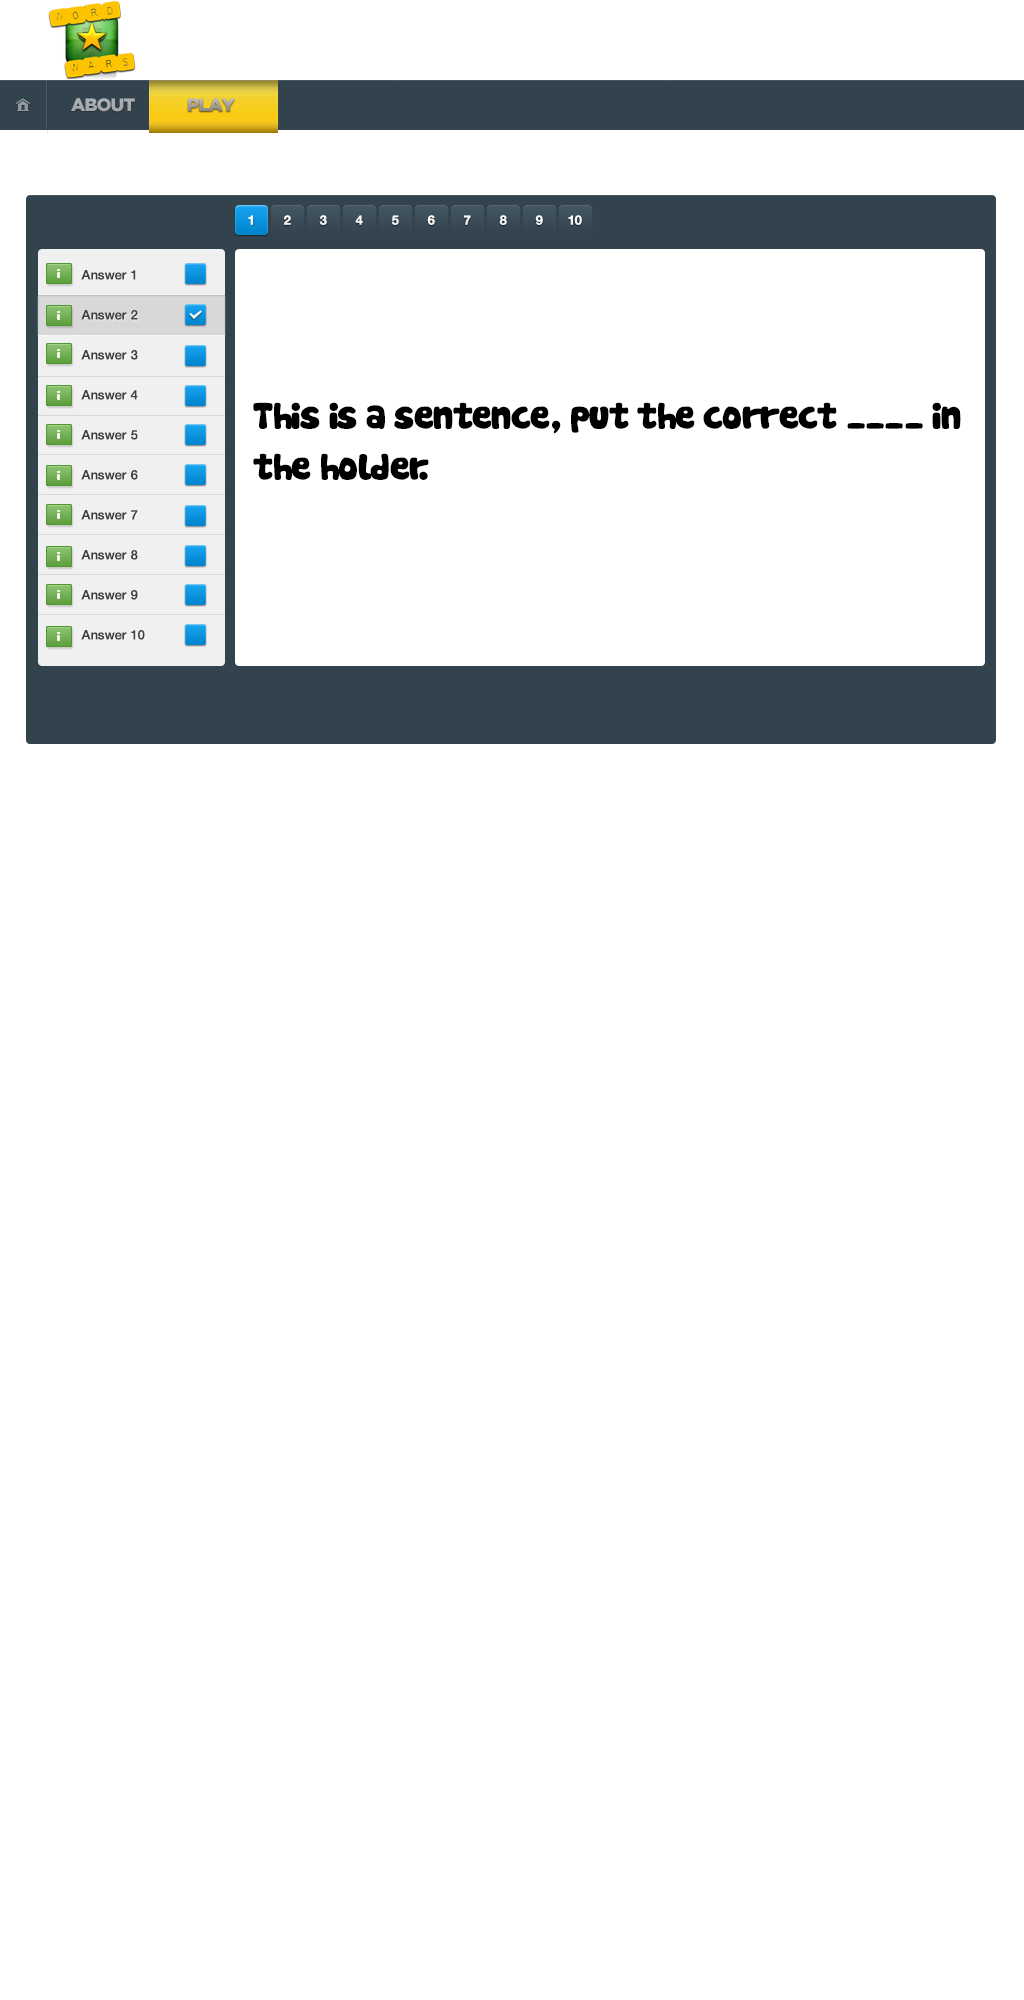 WORD
WARS
ABOUT PLAY
1 2 3 4 5 6 7 8 9 10
i Answer 1
i Answer 2
i Answer 3
i Answer 4
i Answer 5
i Answer 6
i Answer 7
i Answer 8
i Answer 9
i Answer 10
This is a sentence, put the correct ____ in
the holder.